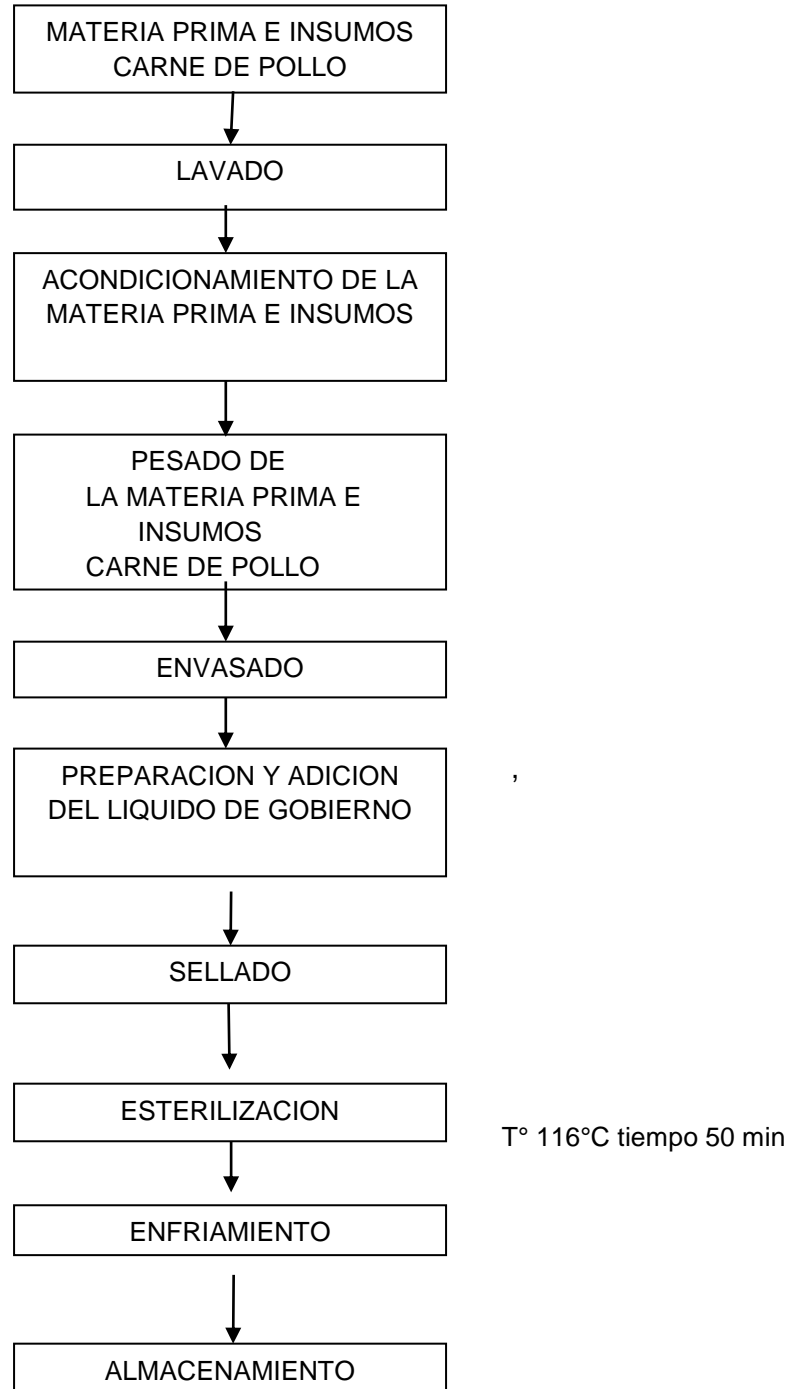 MATERIA PRIMA E INSUMOS
CARNE DE POLLO
LAVADO
ACONDICIONAMIENTO DE LA
MATERIA PRIMA E INSUMOS
PESADO DE
LA MATERIA PRIMA E
INSUMOS
CARNE DE POLLO
ENVASADO
PREPARACION Y ADICION
DEL LIQUIDO DE GOBIERNO
,
SELLADO
ESTERILIZACION
T° 116°C tiempo 50 min
ENFRIAMIENTO
ALMACENAMIENTO